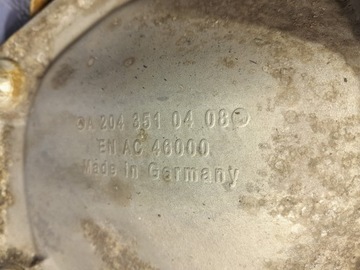 A 204 351 04 08
EN AC 46000
Made in Germany